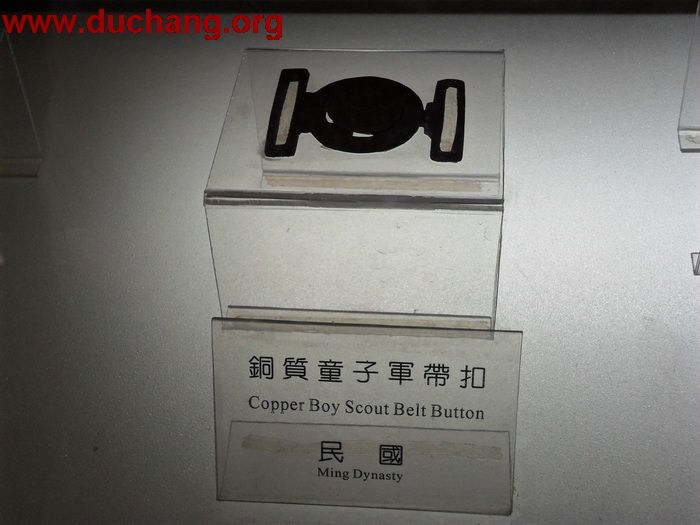 www.duchang.org
銅質童子軍帶扣
Copper Boy Scout Belt Button
民國
Ming Dynasty